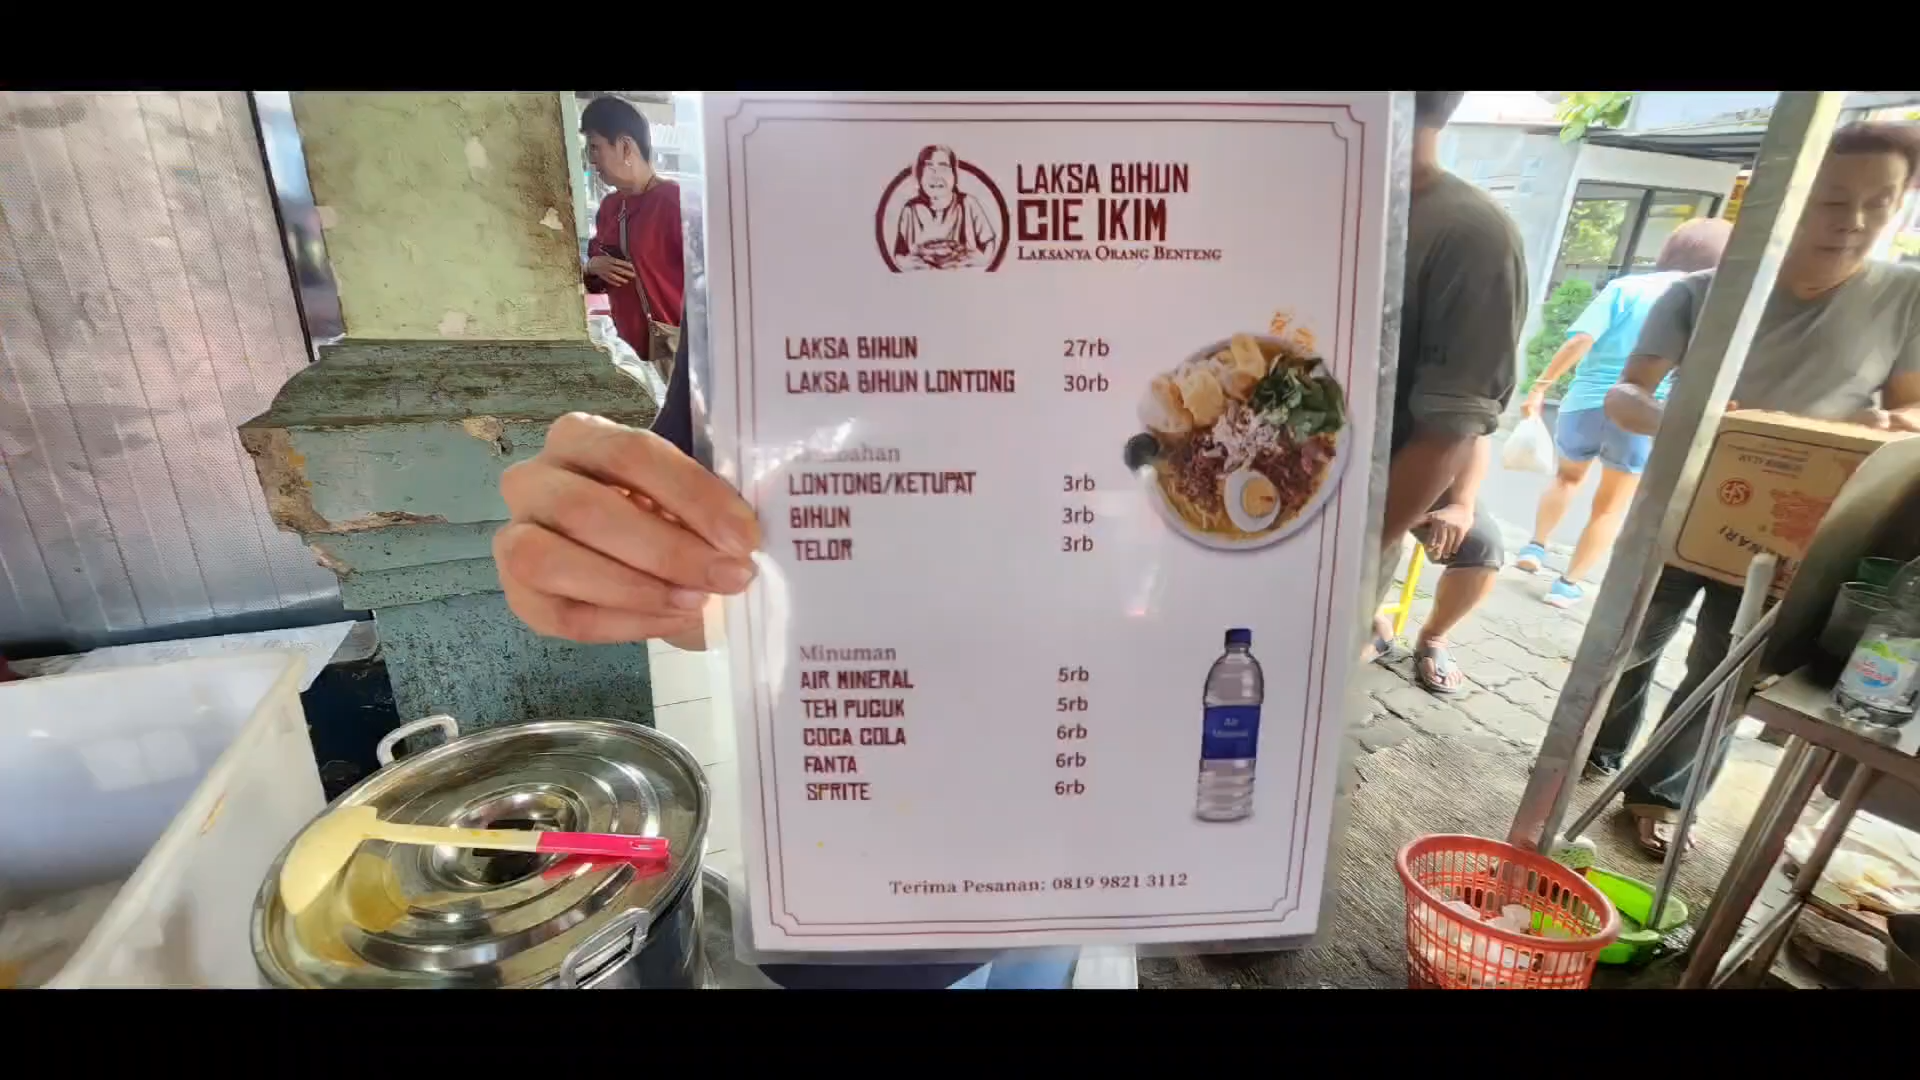 LAKSA BIHUN
CIE IKIM
LAKSANYA ORANG BENTENG
LAKSA BIHUN 27rb
LAKSA BIHUN LONTONG 30rb
LONTONG/KETUPAT 3rb
BIHUN 3rb
TELOR 3rb
Minuman
AIR MINERAL 5rb
TEH PUCUK 5rb
COCA COLA 6rb
FANTA 6rb
SPRITE 6rb
Air
Mineral
Terima Pesanan: 0819 9821 3112